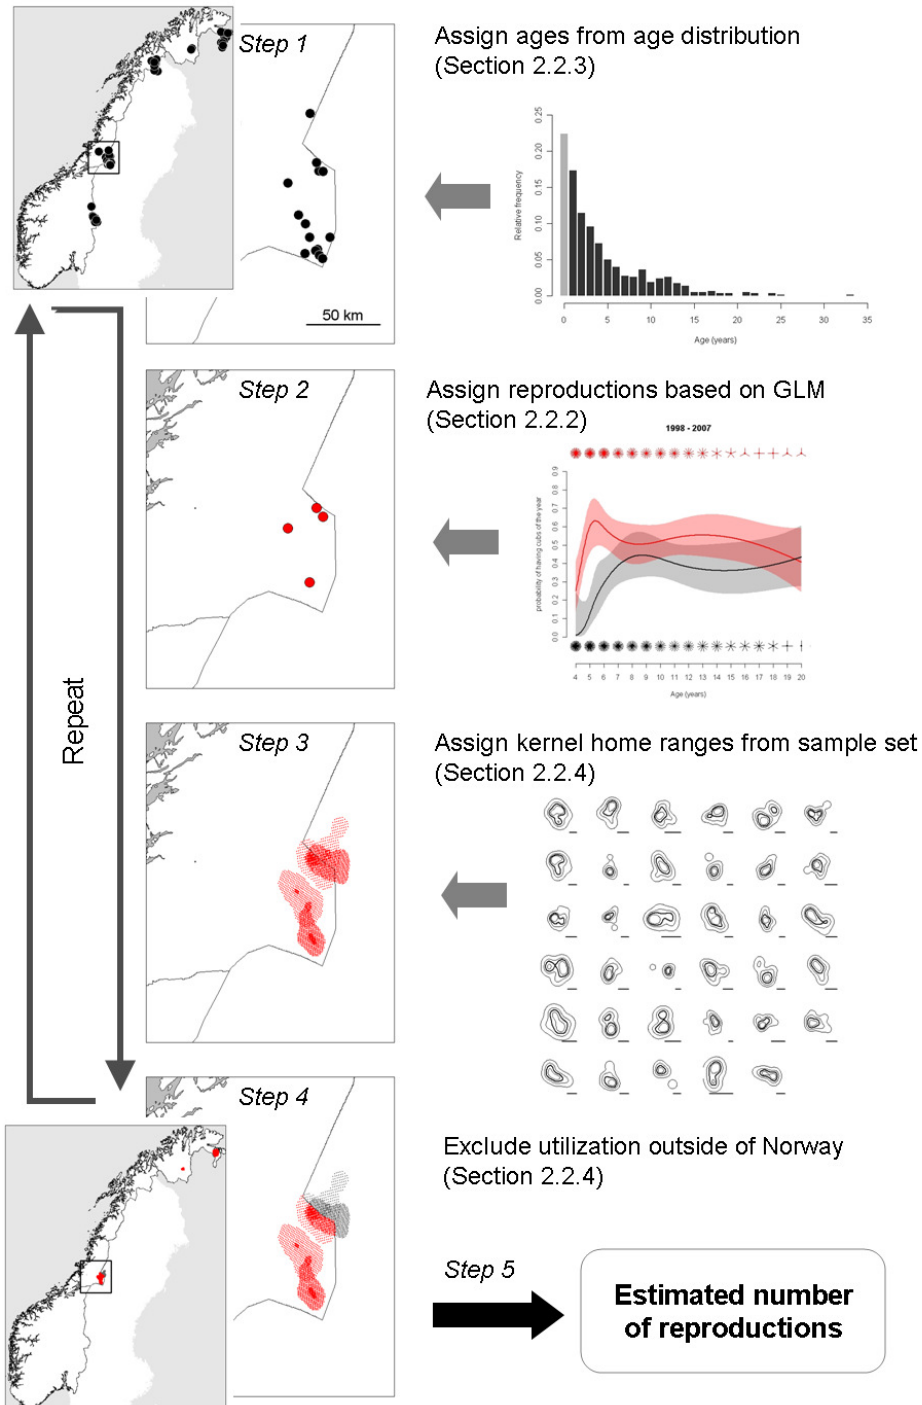 Step 1
Assign ages from age distribution
(Section 2.2.3)
Relative frequency
0.00 0.05 0.10 0.15 0.20 0.25
0 5 10 15 20 25 30 35
Age (years)
50 km
Step 2
Assign reproductions based on GLM
(Section 2.2.2)
1998 - 2007
probability of having cubs of the year
0.0 0.1 0.2 0.3 0.4 0.5 0.6 0.7 0.8 0.9
4 5 6 7 8 9 10 11 12 13 14 15 16 17 18 19 20
Age (years)
Repeat
Step 3
Assign kernel home ranges from sample set
(Section 2.2.4)
Step 4
Exclude utilization outside of Norway
(Section 2.2.4)
Step 5
Estimated number
of reproductions